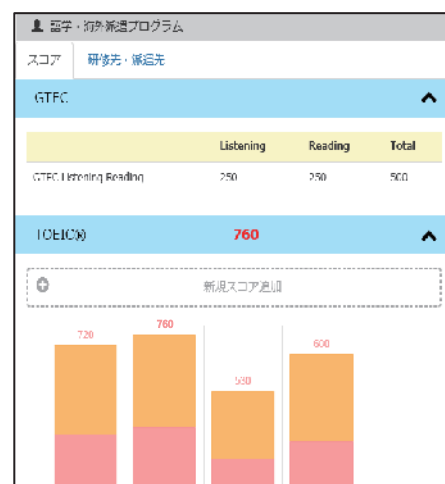 留学・海外派遣プログラム
スコア 研修先・派遣先
GTEC
Listening Reading Total
GTEC Listening Reading 250 250 500
TOEIC® 760
新規スコア追加
720 760 530 600